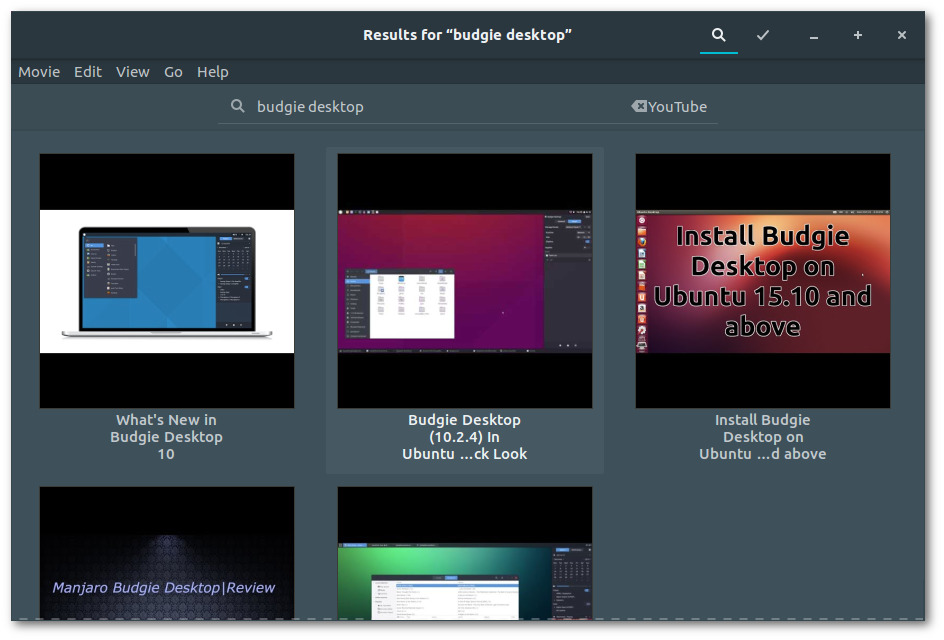 Results for “budgie desktop”
Movie Edit View Go Help
budgie desktop YouTube
Install Budgie
Desktop on
Ubuntu 15.10 and
above
What's New in
Budgie Desktop
10
Budgie Desktop
(10.2.4) In
Ubuntu ...ck Look
Install Budgie
Desktop on
Ubuntu ...d above
Manjaro Budgie Desktop|Review